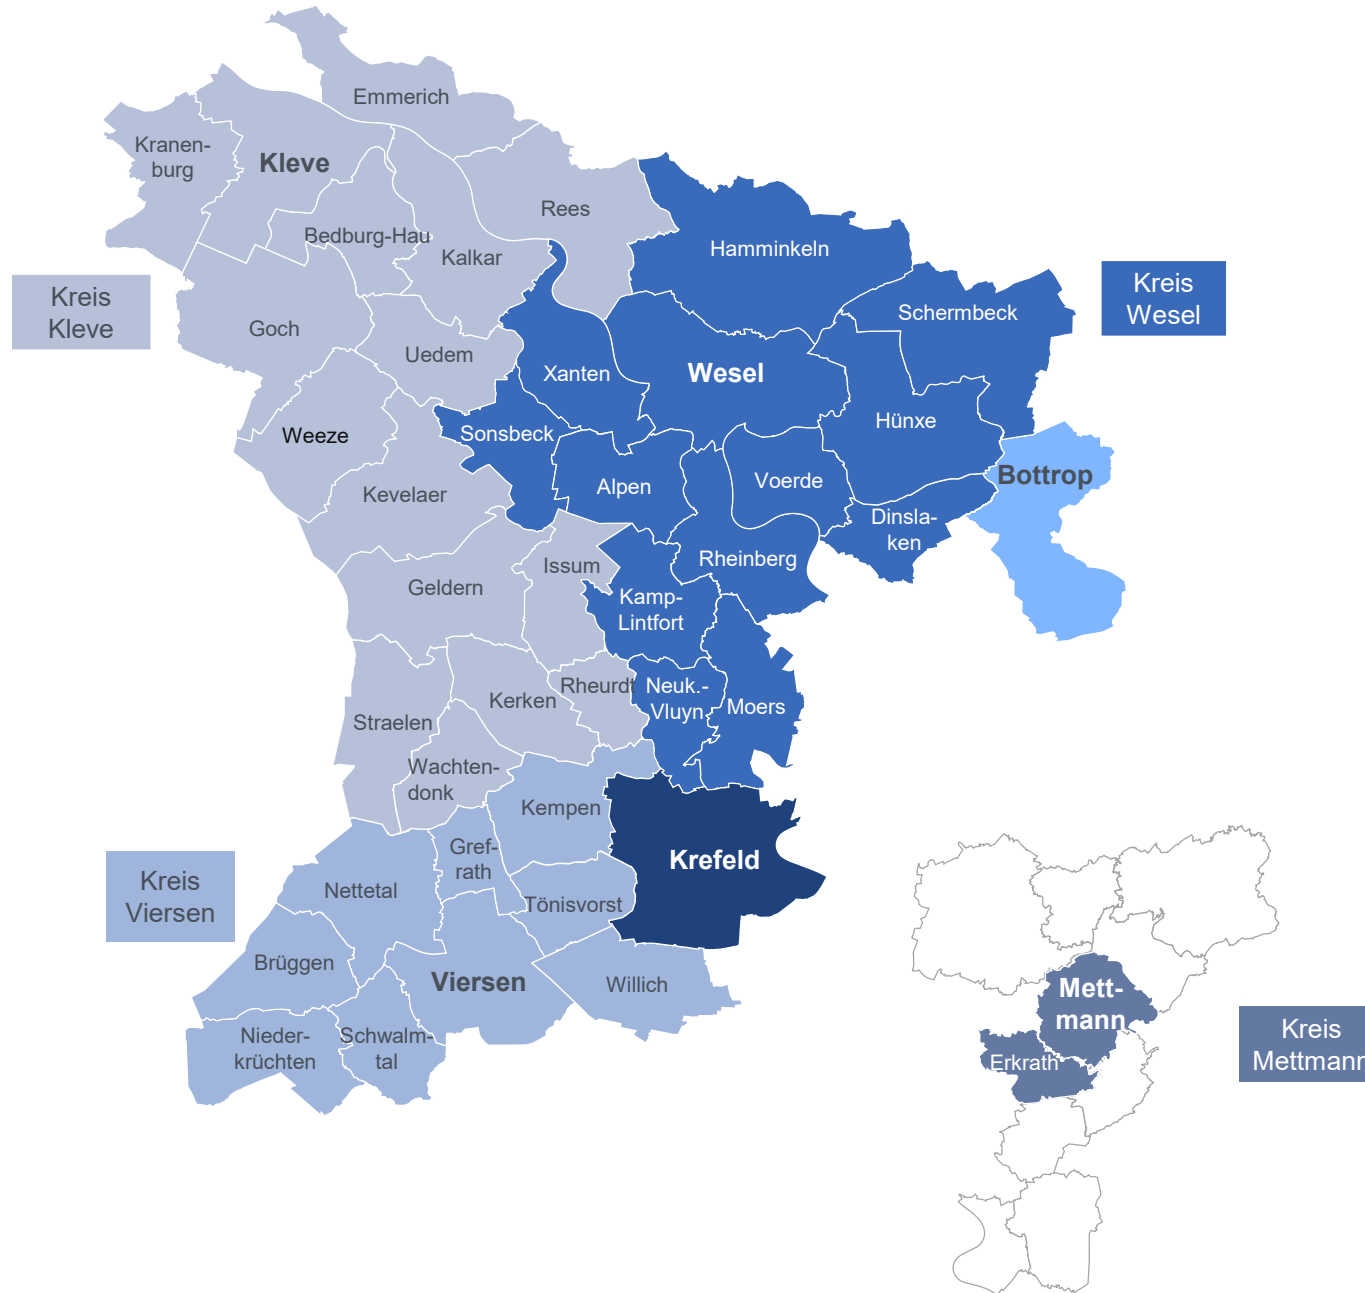 Emmerich
Kranen-
burg
Kleve
Rees
Bedburg-Hau
Kalkar
Hamminkeln
Kreis
Kleve
Kreis
Wesel
Goch
Schermbeck
Uedem
Xanten
Wesel
Weeze
Sonsbeck
Hünxe
Kevelaer
Alpen
Voerde
Bottrop
Dinsla-
ken
Issum
Rheinberg
Geldern
Kamp-
Lintfort
Kerken
Rheurdt
Neuk.-
Vluyn
Moers
Straelen
Wachten-
donk
Kempen
Gref-
rath
Krefeld
Kreis
Viersen
Nettetal
Tönisvorst
Brüggen
Viersen
Willich
Nieder-
krüchten
Schwalm-
tal
Mett-
mann
Erkrath
Kreis
Mettmann